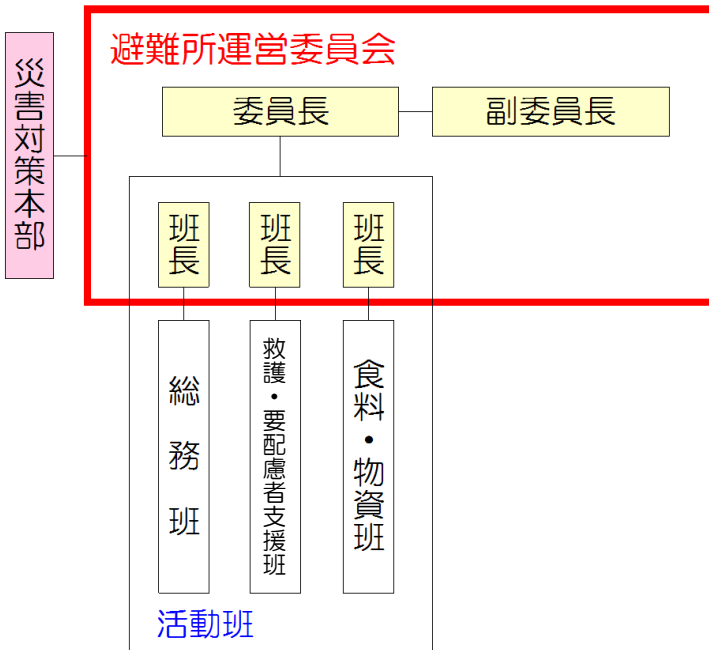 災害対策本部
避難所運営委員会
委員長
副委員長
班長
班長
班長
総務班
救護・要配慮者支援班
食料・物資班
活動班